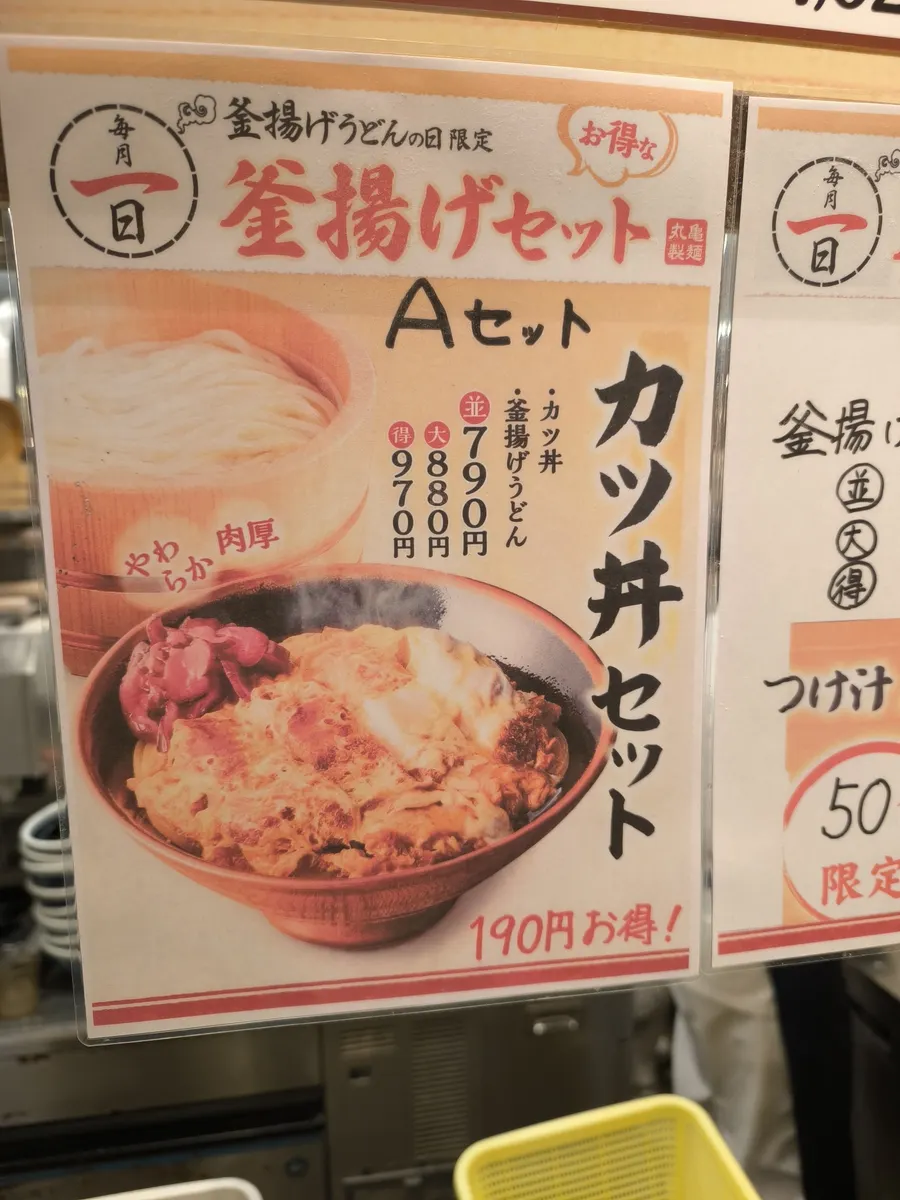 毎月
一
日
釜揚げうどんの日限定
お得な
釜揚げセット
丸亀
製麺
Aセット
カツ丼セット
・カツ丼
・釜揚げうどん
並790円
大880円
得970円
肉厚
やわ
らか
190円お得!
毎月
一
日
釜揚げ
並
大
得
つけ汁
50
限定